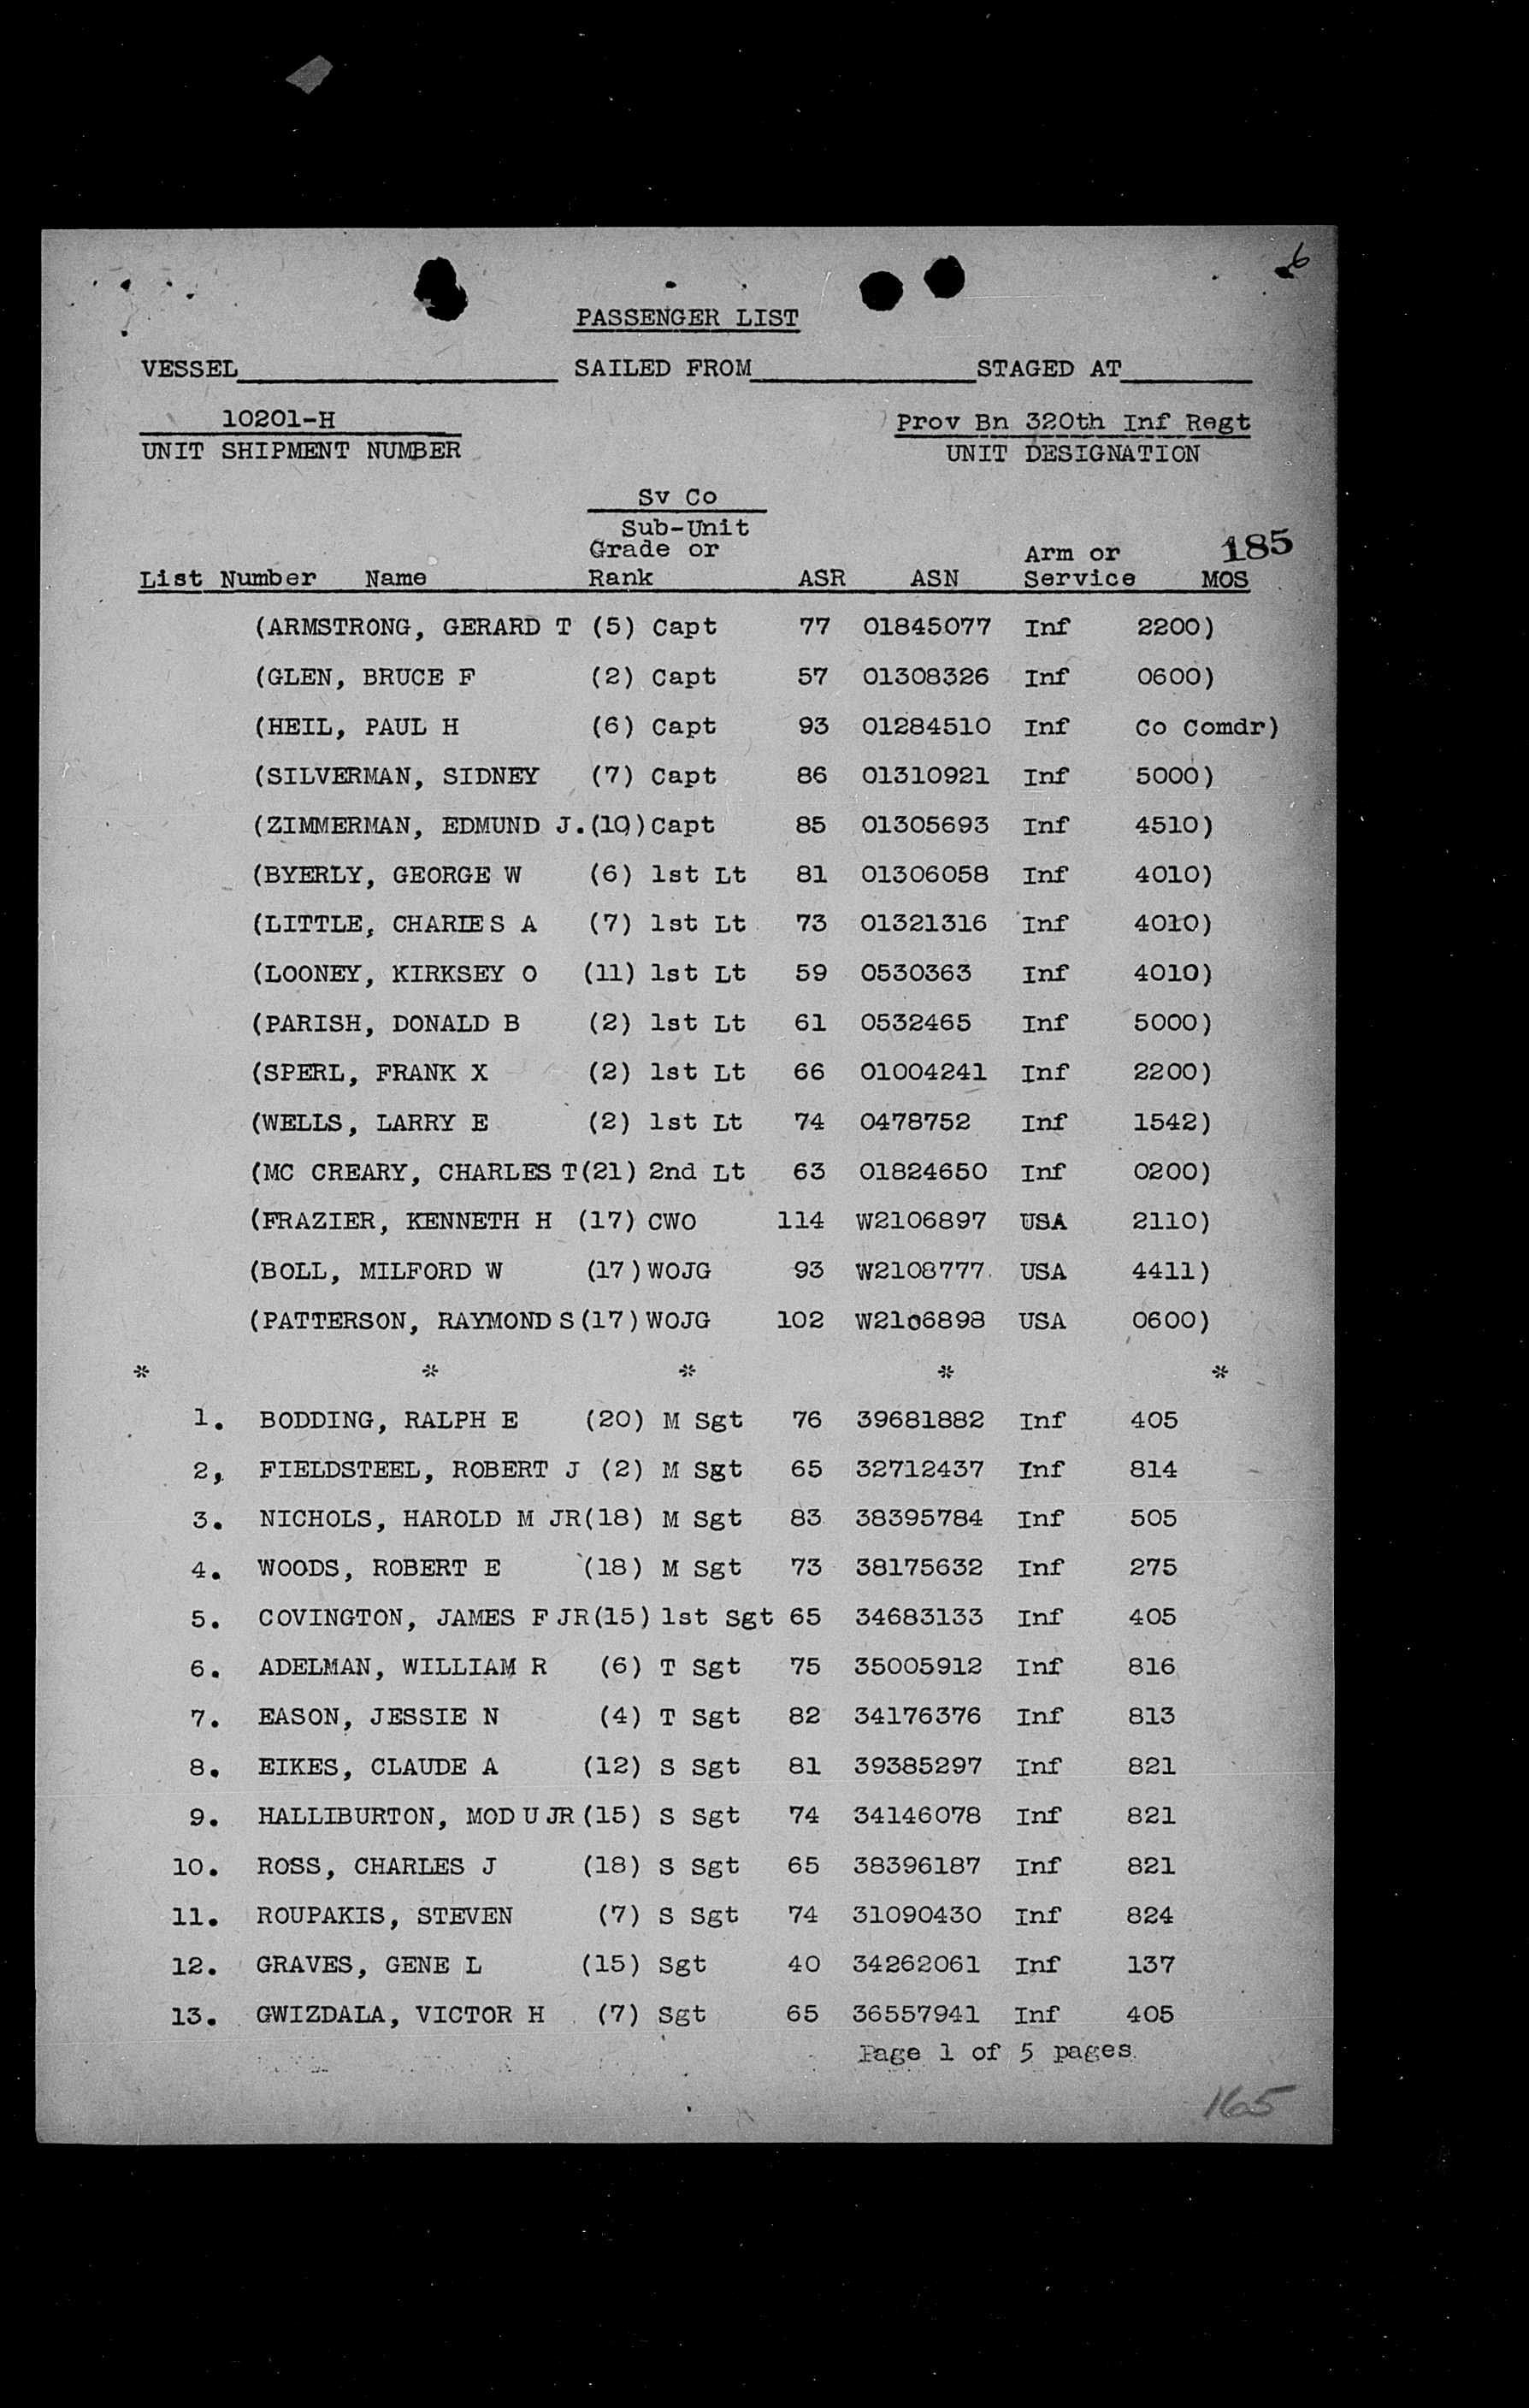 6
PASSENGER LIST
VESSEL____________________ SAILED FROM______________STAGED AT________
10201-H Prov Bn 320th Inf Regt
UNIT SHIPMENT NUMBER UNIT DESIGNATION
Sv Co
Sub-Unit
Grade or Arm or 185
List Number Name Rank ASR ASN Service MOS
(ARMSTRONG, GERARD T (5) Capt 77 01845077 Inf 2200)
(GLEN, BRUCE F (2) Capt 57 01308326 Inf 0600)
(HEIL, PAUL H (6) Capt 93 01284510 Inf Co Comdr)
(SILVERMAN, SIDNEY (7) Capt 86 01310921 Inf 5000)
(ZIMMERMAN, EDMUND J.(10)Capt 85 01305693 Inf 4510)
(BYERLY, GEORGE W (6) 1st Lt 81 01306058 Inf 4010)
(LITTLE, CHARLES A (7) 1st Lt 73 01321316 Inf 4010)
(LOONEY, KIRKSEY O (11) 1st Lt 59 0530363 Inf 4010)
(PARISH, DONALD B (2) 1st Lt 61 0532465 Inf 5000)
(SPERL, FRANK X (2) 1st Lt 66 01004241 Inf 2200)
(WELLS, LARRY E (2) 1st Lt 74 0478752 Inf 1542)
(MC CREARY, CHARLES T(21) 2nd Lt 63 01824650 Inf 0200)
(FRAZIER, KENNETH H (17) CWO 114 W2106897 USA 2110)
(BOLL, MILFORD W (17)WOJG 93 W2108777 USA 4411)
(PATTERSON, RAYMOND S(17)WOJG 102 W2106898 USA 0600)
* * * * *
1. BODDING, RALPH E (20) M Sgt 76 39681882 Inf 405
2, FIELDSTEEL, ROBERT J (2) M Sgt 65 32712437 Inf 814
3. NICHOLS, HAROLD M JR(18) M Sgt 83 38395784 Inf 505
4. WOODS, ROBERT E (18) M Sgt 73 38175632 Inf 275
5. COVINGTON, JAMES F JR(15) 1st Sgt 65 34683133 Inf 405
6. ADELMAN, WILLIAM R (6) T Sgt 75 35005912 Inf 816
7. EASON, JESSIE N (4) T Sgt 82 34176376 Inf 813
8. EIKES, CLAUDE A (12) S Sgt 81 39385297 Inf 821
9. HALLIBURTON, MOD U JR (15) S Sgt 74 34146078 Inf 821
10. ROSS, CHARLES J (18) S Sgt 65 38396187 Inf 821
11. ROUPAKIS, STEVEN (7) S Sgt 74 31090430 Inf 824
12. GRAVES, GENE L (15) Sgt 40 34262061 Inf 137
13. GWIZDALA, VICTOR H (7) Sgt 65 36557941 Inf 405
Page 1 of 5 pages
165